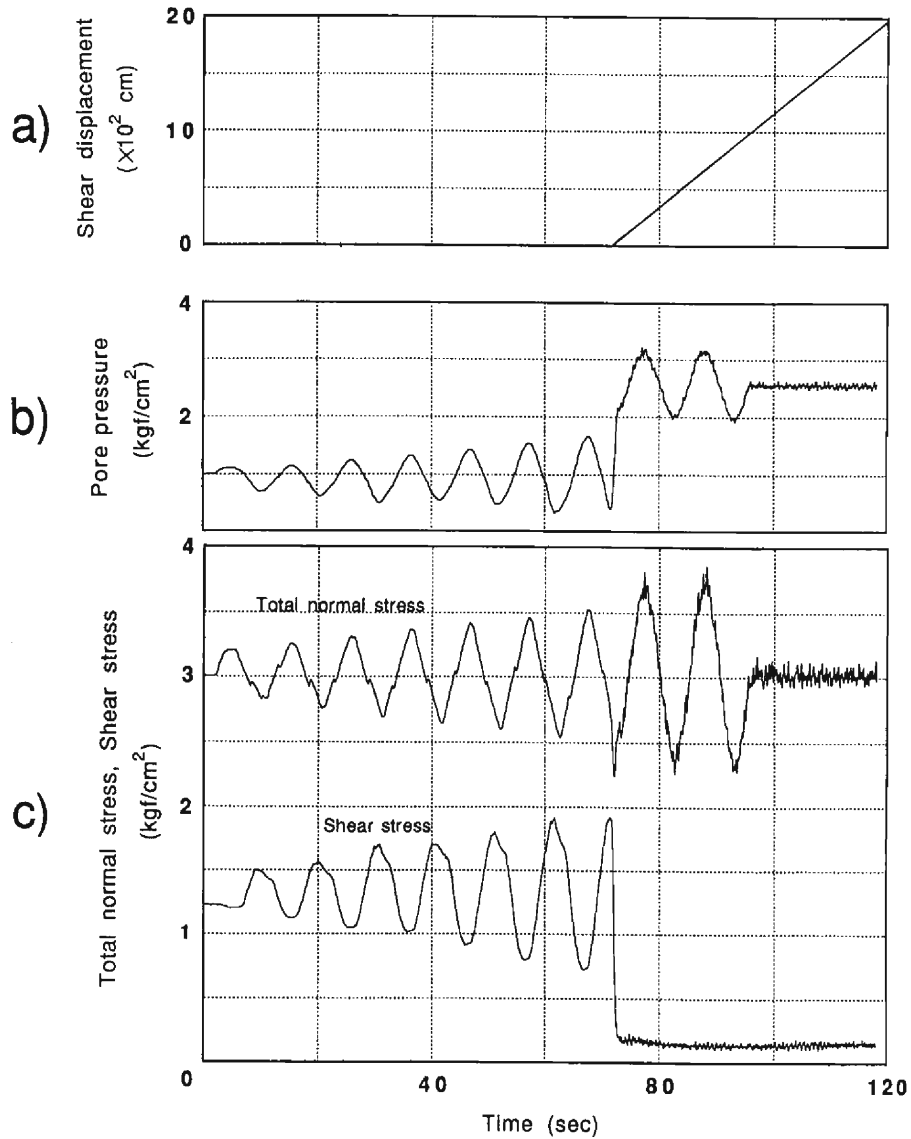 a)
Shear displacement
(X10² cm)
20
10
0
b)
Pore pressure
(kgf/cm²)
4
2
c)
Total normal stress, Shear stress
(kgf/cm²)
4
3
2
1
0
Total normal stress
Shear stress
40
80
120
Time (sec)